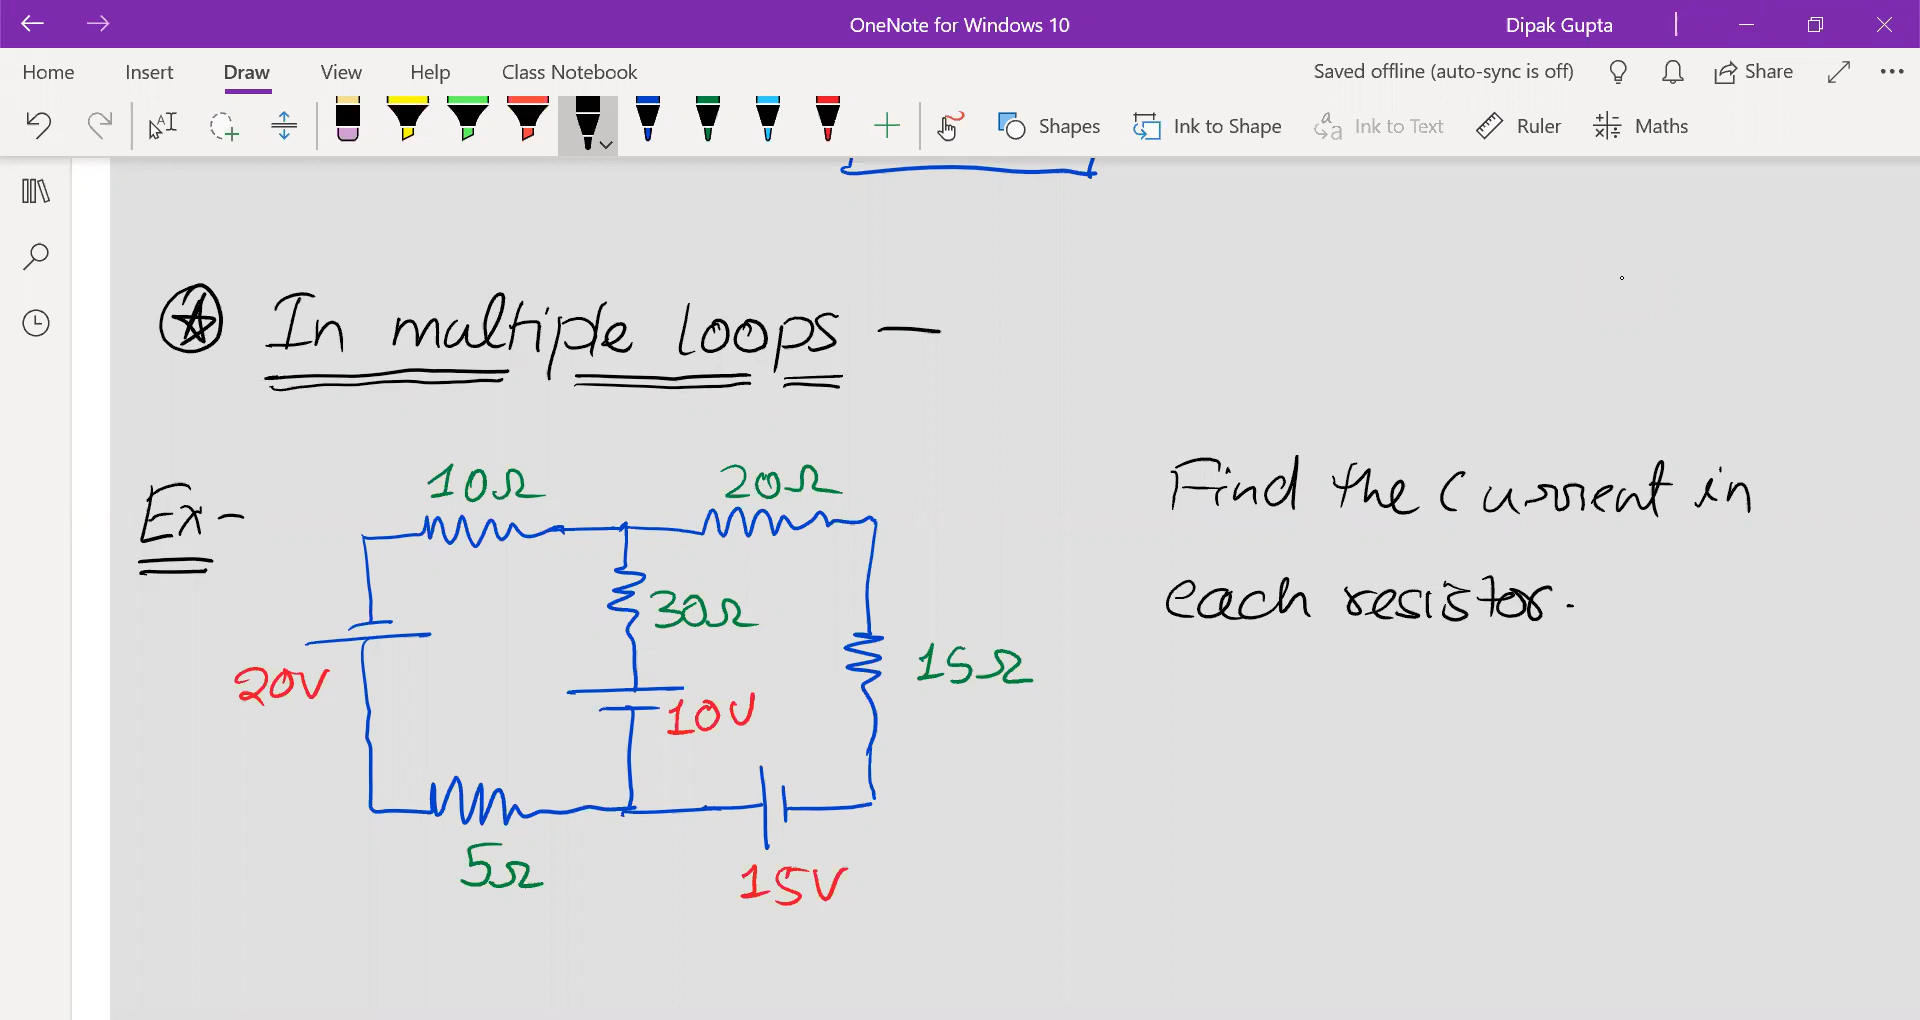 OneNote for Windows 10
Dipak Gupta
Home Insert Draw View Help Class Notebook
Saved offline (auto-sync is off) Share
Shapes Ink to Shape Ink to Text Ruler Maths
In multiple loops —
Ex-
10Ω 20Ω
30Ω
15Ω
20V
10V
5Ω
15V
Find the current in
each resistor.